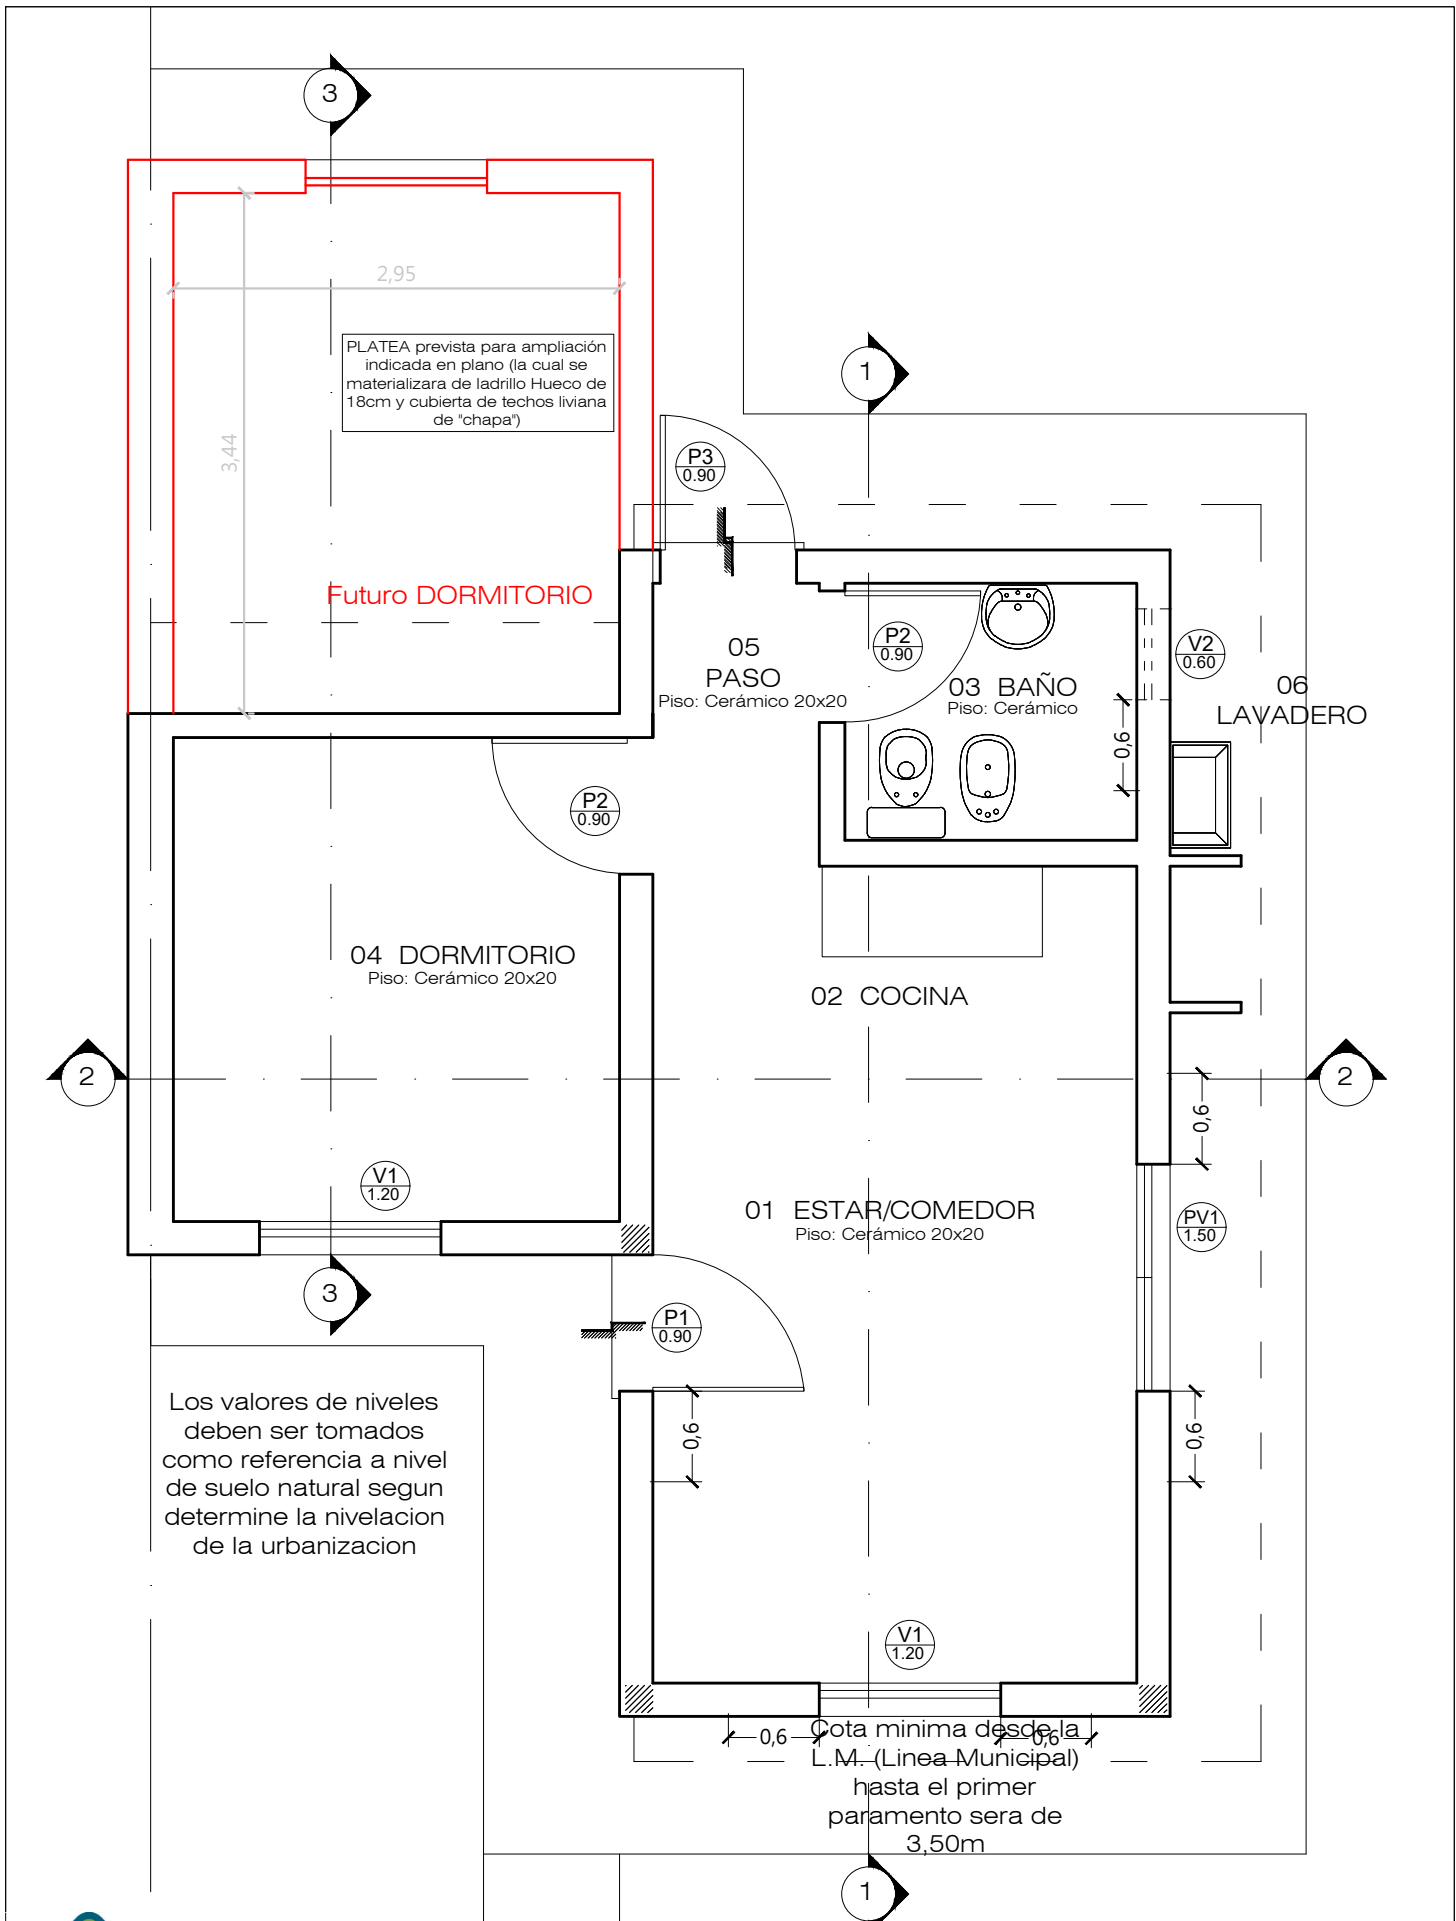 3
2,95
PLATEA prevista para ampliación
indicada en plano (la cual se
materializara de ladrillo Hueco de
18cm y cubierta de techos liviana
de "chapa")
3,44
1
P3
0.90
Futuro DORMITORIO
05
PASO
Piso: Cerámico 20x20
P2
0.90
03 BAÑO
Piso: Cerámico
V2
0.60
06
LAVADERO
0,6
P2
0.90
04 DORMITORIO
Piso: Cerámico 20x20
02 COCINA
2
2
0,6
V1
1.20
01 ESTAR/COMEDOR
Piso: Cerámico 20x20
PV1
1.50
3
P1
0.90
Los valores de niveles
deben ser tomados
como referencia a nivel
de suelo natural segun
determine la nivelacion
de la urbanizacion
0,6
0,6
V1
1.20
0,6
0,6
Cota minima desde la
L.M. (Linea Municipal)
hasta el primer
paramento sera de
3,50m
1